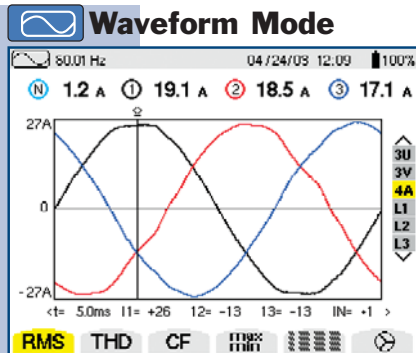 Waveform Mode
60.01 Hz 04/24/03 12:09 100%
N 1.2 A 1 19.1 A 2 18.5 A 3 17.1 A
27A
0
-27A
3U
3V
4A
L1
L2
L3
<t= 5.0ms I1= +26 I2= -13 I3= -13 IN= +1 >
RMS THD CF max min